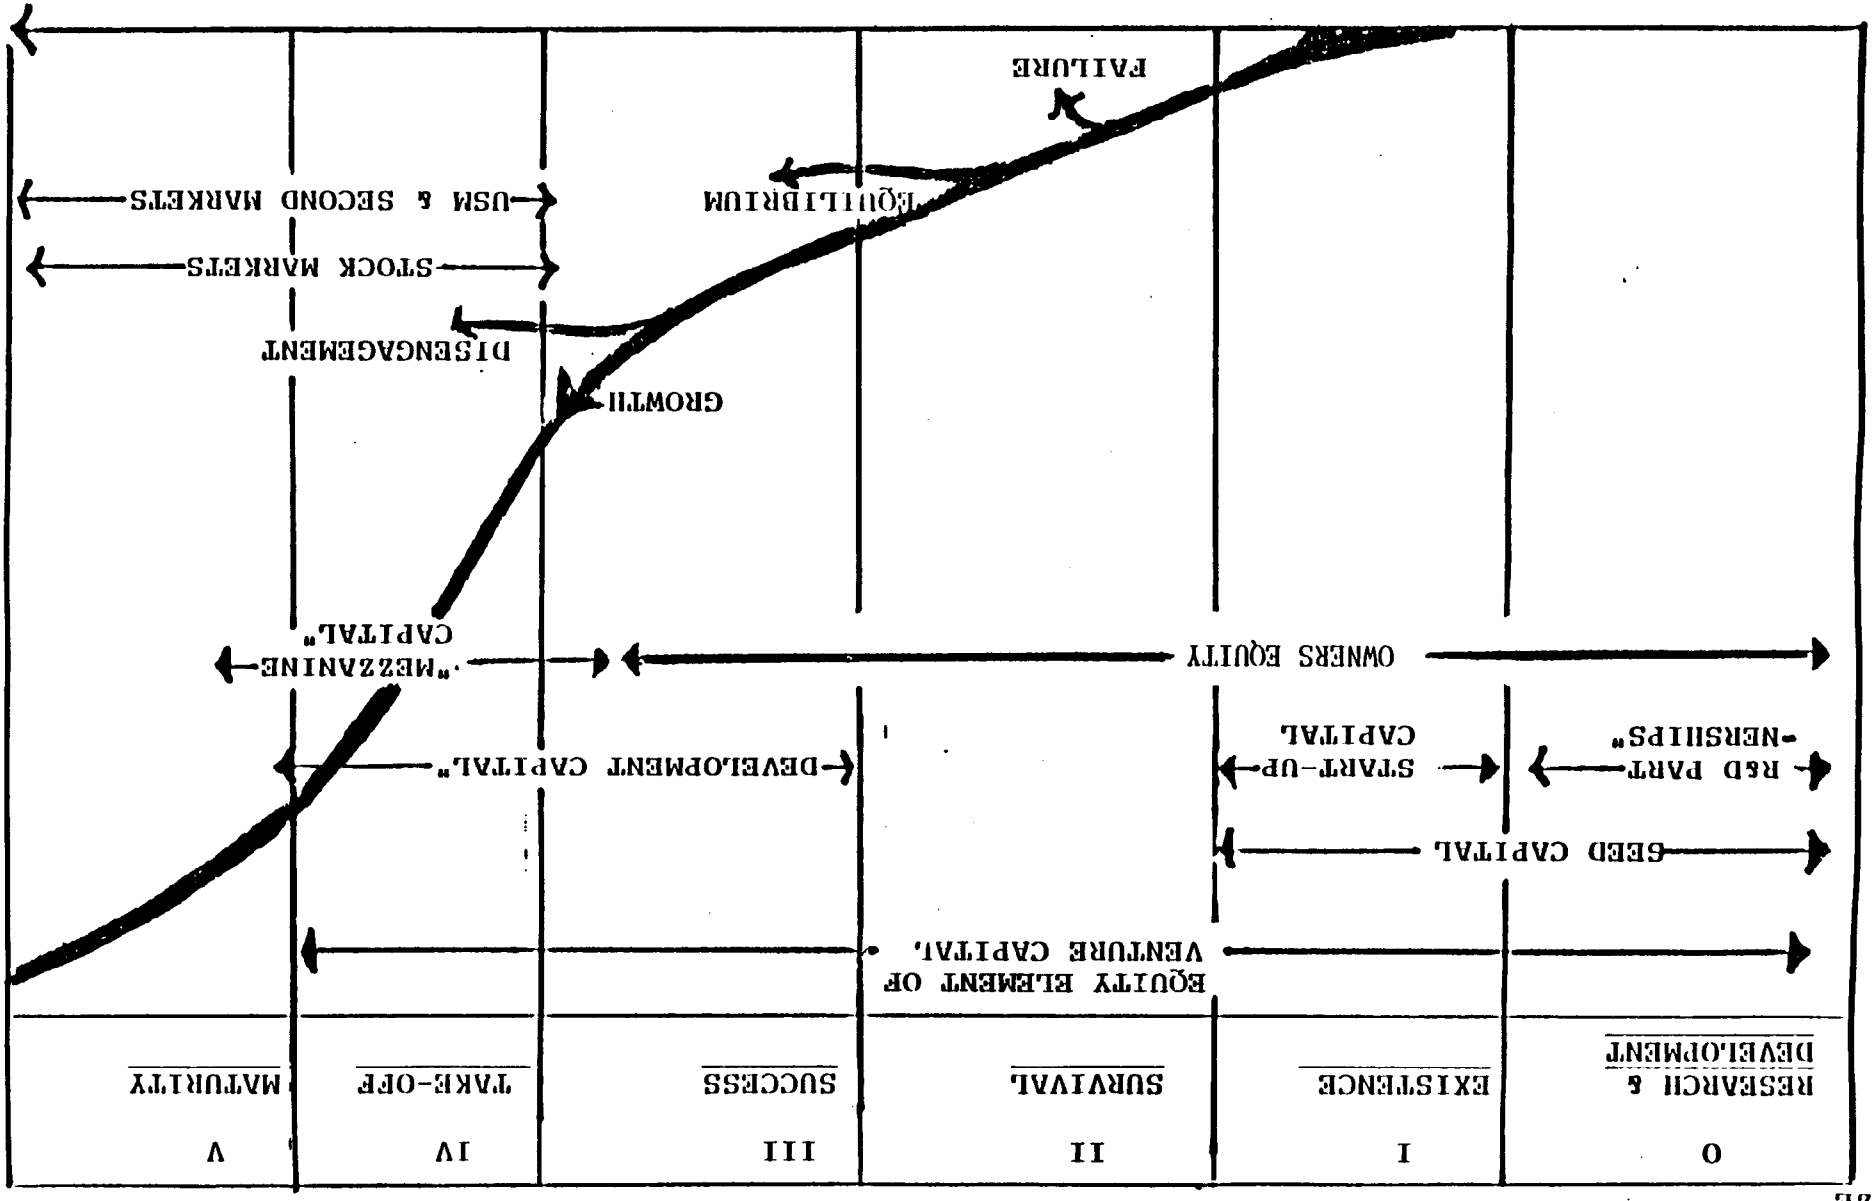 0 I II III IV V
RESEARCH & EXISTENCE SURVIVAL SUCCESS TAKE-OFF MATURITY
DEVELOPMENT
EQUITY ELEMENT OF
VENTURE CAPITAL
SEED CAPITAL
R&D PART
-NERSHIPS"
START-UP
CAPITAL
DEVELOPMENT CAPITAL"
OWNERS EQUITY
"MEZZANINE
CAPITAL"
GROWTH
DISENGAGEMENT
STOCK MARKETS
USM & SECOND MARKETS
EQUILIBRIUM
FAILURE